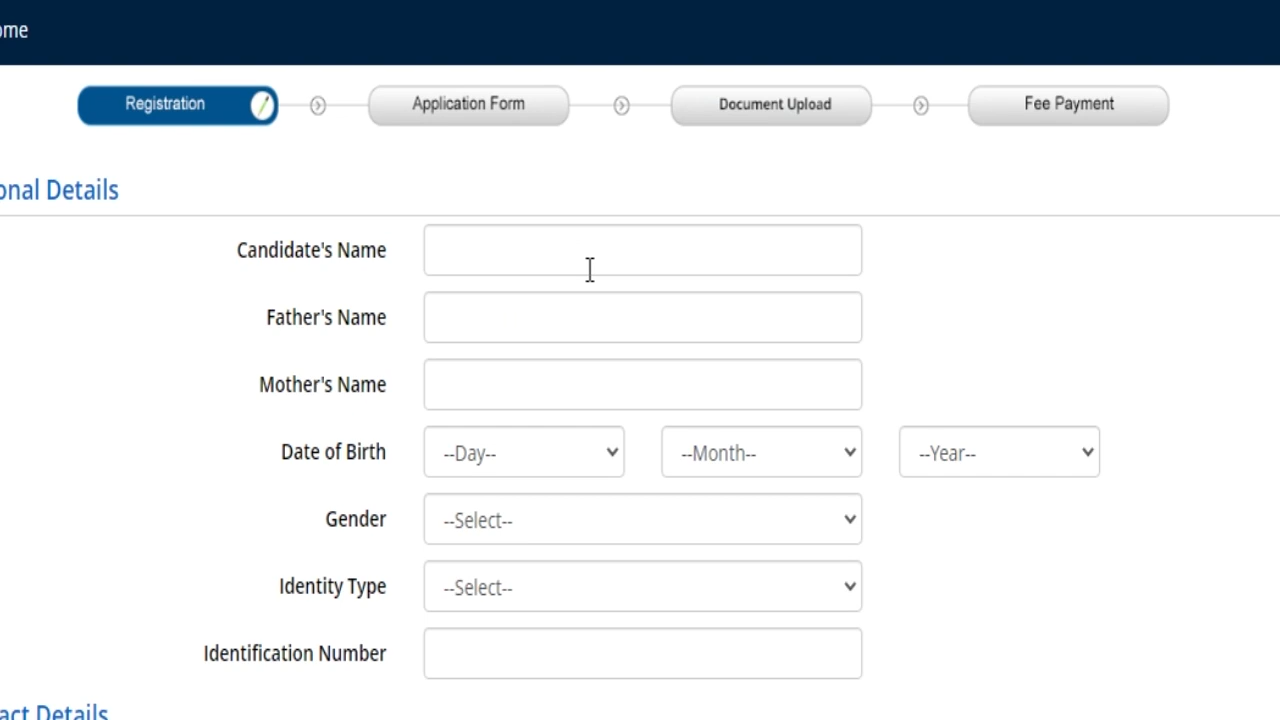 ome
Registration Application Form Document Upload Fee Payment
onal Details
Candidate's Name
Father's Name
Mother's Name
Date of Birth --Day-- --Month-- --Year--
Gender --Select--
Identity Type --Select--
Identification Number
act Details